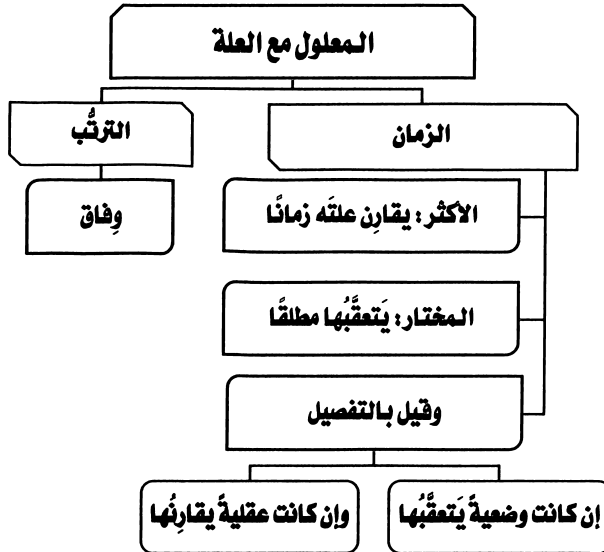 المعلول مع العلة
الزمان
الترتُّب
الأكثر: يقارِن علتَه زمانًا
وِفاق
المختار: يَتعقَّبُها مطلقًا
وقيل بالتفصيل
إن كانت وضعيةً يَتعقَّبُها
وإن كانت عقليةً يقارِنُها